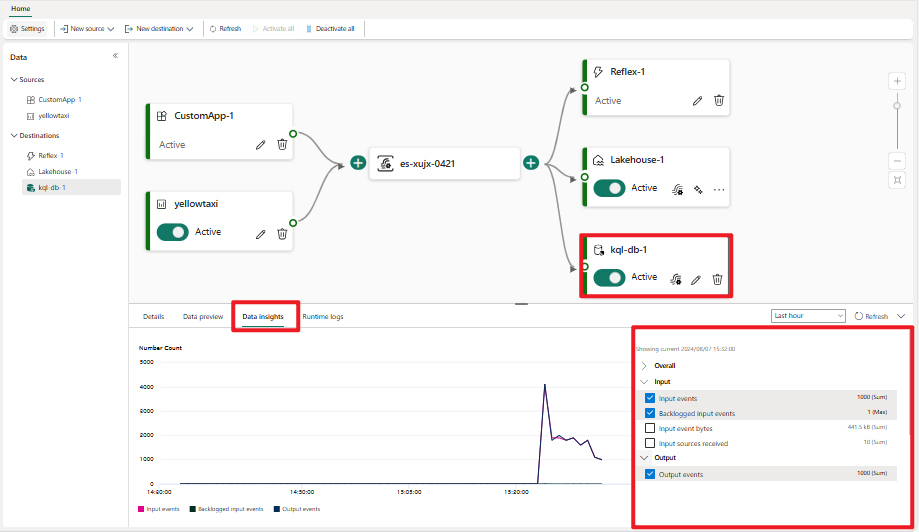 Home
Settings New source New destination Refresh Activate all Deactivate all
Data
Sources
CustomApp-1
yellowtaxi
Destinations
Reflex-1
Lakehouse-1
kql-db-1
CustomApp-1
Active
yellowtaxi
Active
es-xujx-0421
Reflex-1
Active
Lakehouse-1
Active
kql-db-1
Active
Details Data preview Data insights Runtime logs
Last hour Refresh
Number Count
5000
4000
3000
2000
1000
0
14:50:00 15:05:00 15:20:00
Input events Backlogged input events Output events
Showing current 2024/06/07 15:32:00
Overall
Input
Input events 1000 (Sum)
Backlogged input events 1 (Max)
Input event bytes 441.5 kB (Sum)
Input sources received 10 (Sum)
Output
Output events 1000 (Sum)